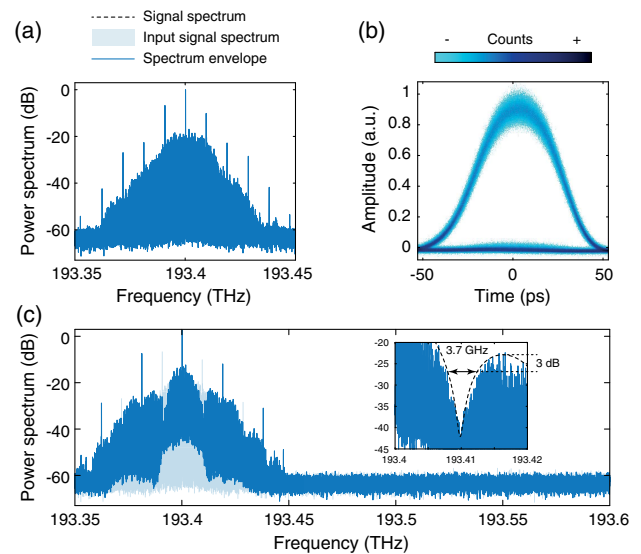 Signal spectrum
Input signal spectrum
Spectrum envelope
(a)
Power spectrum (dB)
0
-20
-40
-60
193.35
193.4
193.45
Frequency (THz)
(b)
- Counts +
Amplitude (a.u.)
1
0.8
0.6
0.4
0.2
0
-50
0
50
Time (ps)
(c)
Power spectrum (dB)
0
-20
-40
-60
193.35
193.4
193.45
193.5
193.55
193.6
Frequency (THz)
-20
-25
-30
-35
-40
-45
193.4
193.41
193.42
3.7 GHz
3 dB